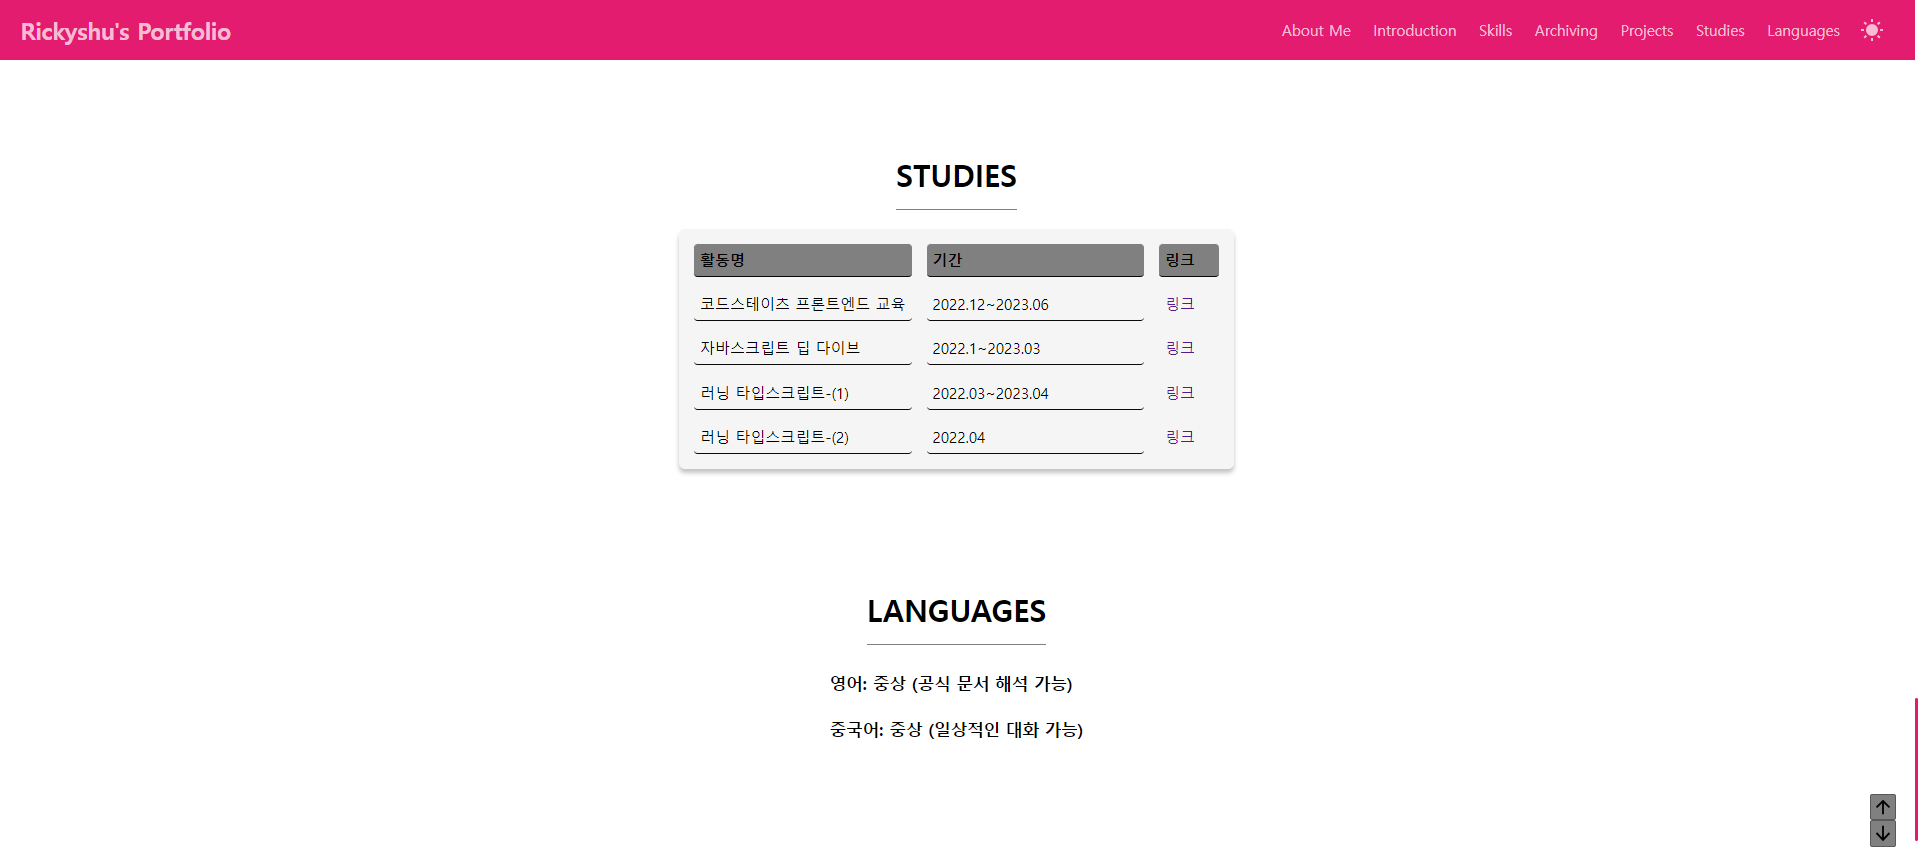 Rickyshu's Portfolio
About Me Introduction Skills Archiving Projects Studies Languages
STUDIES
활동명 기간 링크
코드스테이츠 프론트엔드 교육 2022.12~2023.06 링크
자바스크립트 딥 다이브 2022.1~2023.03 링크
러닝 타입스크립트-(1) 2022.03~2023.04 링크
러닝 타입스크립트-(2) 2022.04 링크
LANGUAGES
영어: 중상 (공식 문서 해석 가능)
중국어: 중상 (일상적인 대화 가능)